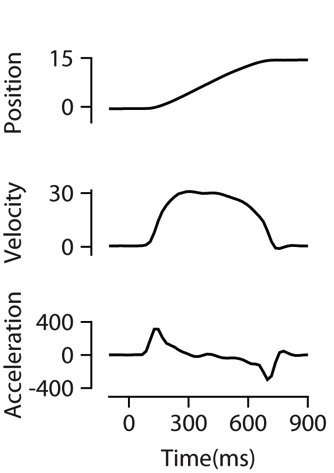 Position
15
0
Velocity
30
0
Acceleration
400
0
-400
0 300 600 900
Time(ms)